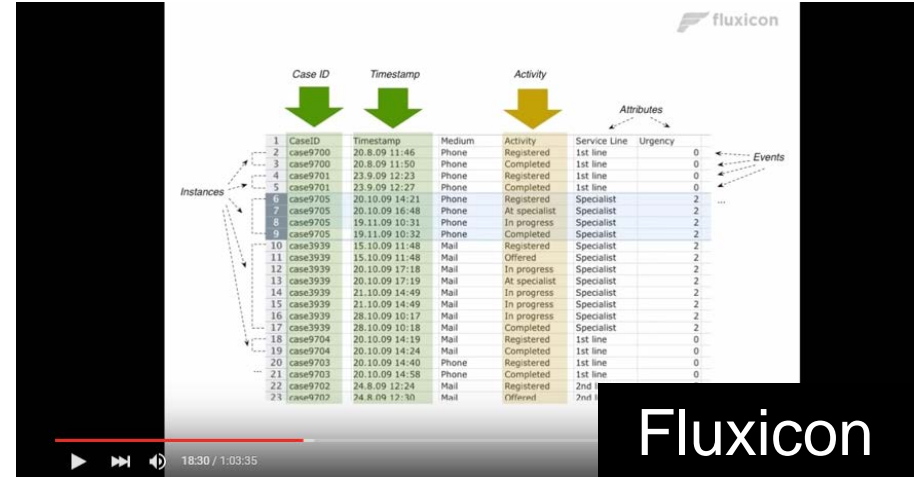 fluxicon
Case ID Timestamp Activity
Attributes
1 CaseID Timestamp Medium Activity Service Line Urgency
2 case9700 20.8.09 11:46 Phone Registered 1st line 0
3 case9700 20.8.09 11:50 Phone Completed 1st line 0
Events
4 case9701 23.9.09 12:23 Phone Registered 1st line 0
5 case9701 23.9.09 12:27 Phone Completed 1st line 0
Instances
6 case9705 20.10.09 14:21 Phone Registered Specialist 2
...
7 case9705 20.10.09 16:48 Phone At specialist Specialist 2
8 case9705 19.11.09 10:31 Phone In progress Specialist 2
9 case9705 19.11.09 10:32 Phone Completed Specialist 2
10 case3939 15.10.09 11:48 Mail Registered Specialist 2
11 case3939 15.10.09 11:48 Mail Offered Specialist 2
12 case3939 20.10.09 17:18 Mail In progress Specialist 2
13 case3939 20.10.09 17:19 Mail At specialist Specialist 2
14 case3939 21.10.09 14:49 Mail In progress Specialist 2
15 case3939 21.10.09 14:49 Mail In progress Specialist 2
16 case3939 28.10.09 10:17 Mail In progress Specialist 2
17 case3939 28.10.09 10:18 Mail Completed Specialist 2
18 case9704 20.10.09 14:19 Mail Registered 1st line 0
19 case9704 20.10.09 14:24 Mail Completed 1st line 0
20 case9703 20.10.09 14:40 Phone Registered 1st line 0
... 21 case9703 20.10.09 14:58 Phone Completed 1st line 0
22 case9702 24.8.09 12:24 Mail Registered 2nd
23 case9702 24.8.09 12:30 Mail Offered 2nd
Fluxicon
18:30 / 1:03:35